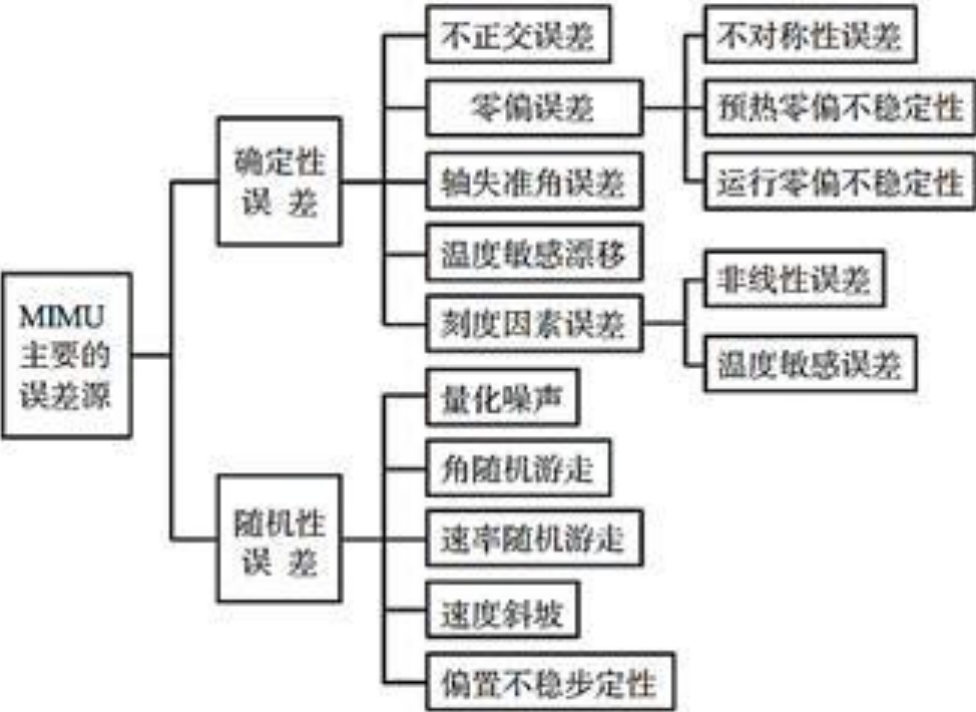 MIMU
主要的
误差源
确定性
误 差
不正交误差
零偏误差
不对称性误差
预热零偏不稳定性
运行零偏不稳定性
轴失准角误差
温度敏感漂移
刻度因素误差
非线性误差
温度敏感误差
随机性
误 差
量化噪声
角随机游走
速率随机游走
速度斜坡
偏置不稳步定性